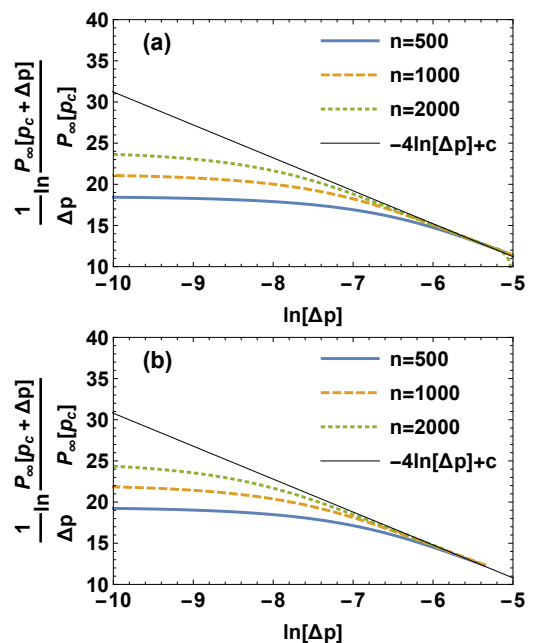 (a)
n=500
n=1000
n=2000
−4ln[Δp]+c
1/Δp ln P∞[pc + Δp]/P∞[pc]
40
35
30
25
20
15
10
−10 −9 −8 −7 −6 −5
ln[Δp]
(b)
n=500
n=1000
n=2000
−4ln[Δp]+c
1/Δp ln P∞[pc + Δp]/P∞[pc]
40
35
30
25
20
15
10
−10 −9 −8 −7 −6 −5
ln[Δp]